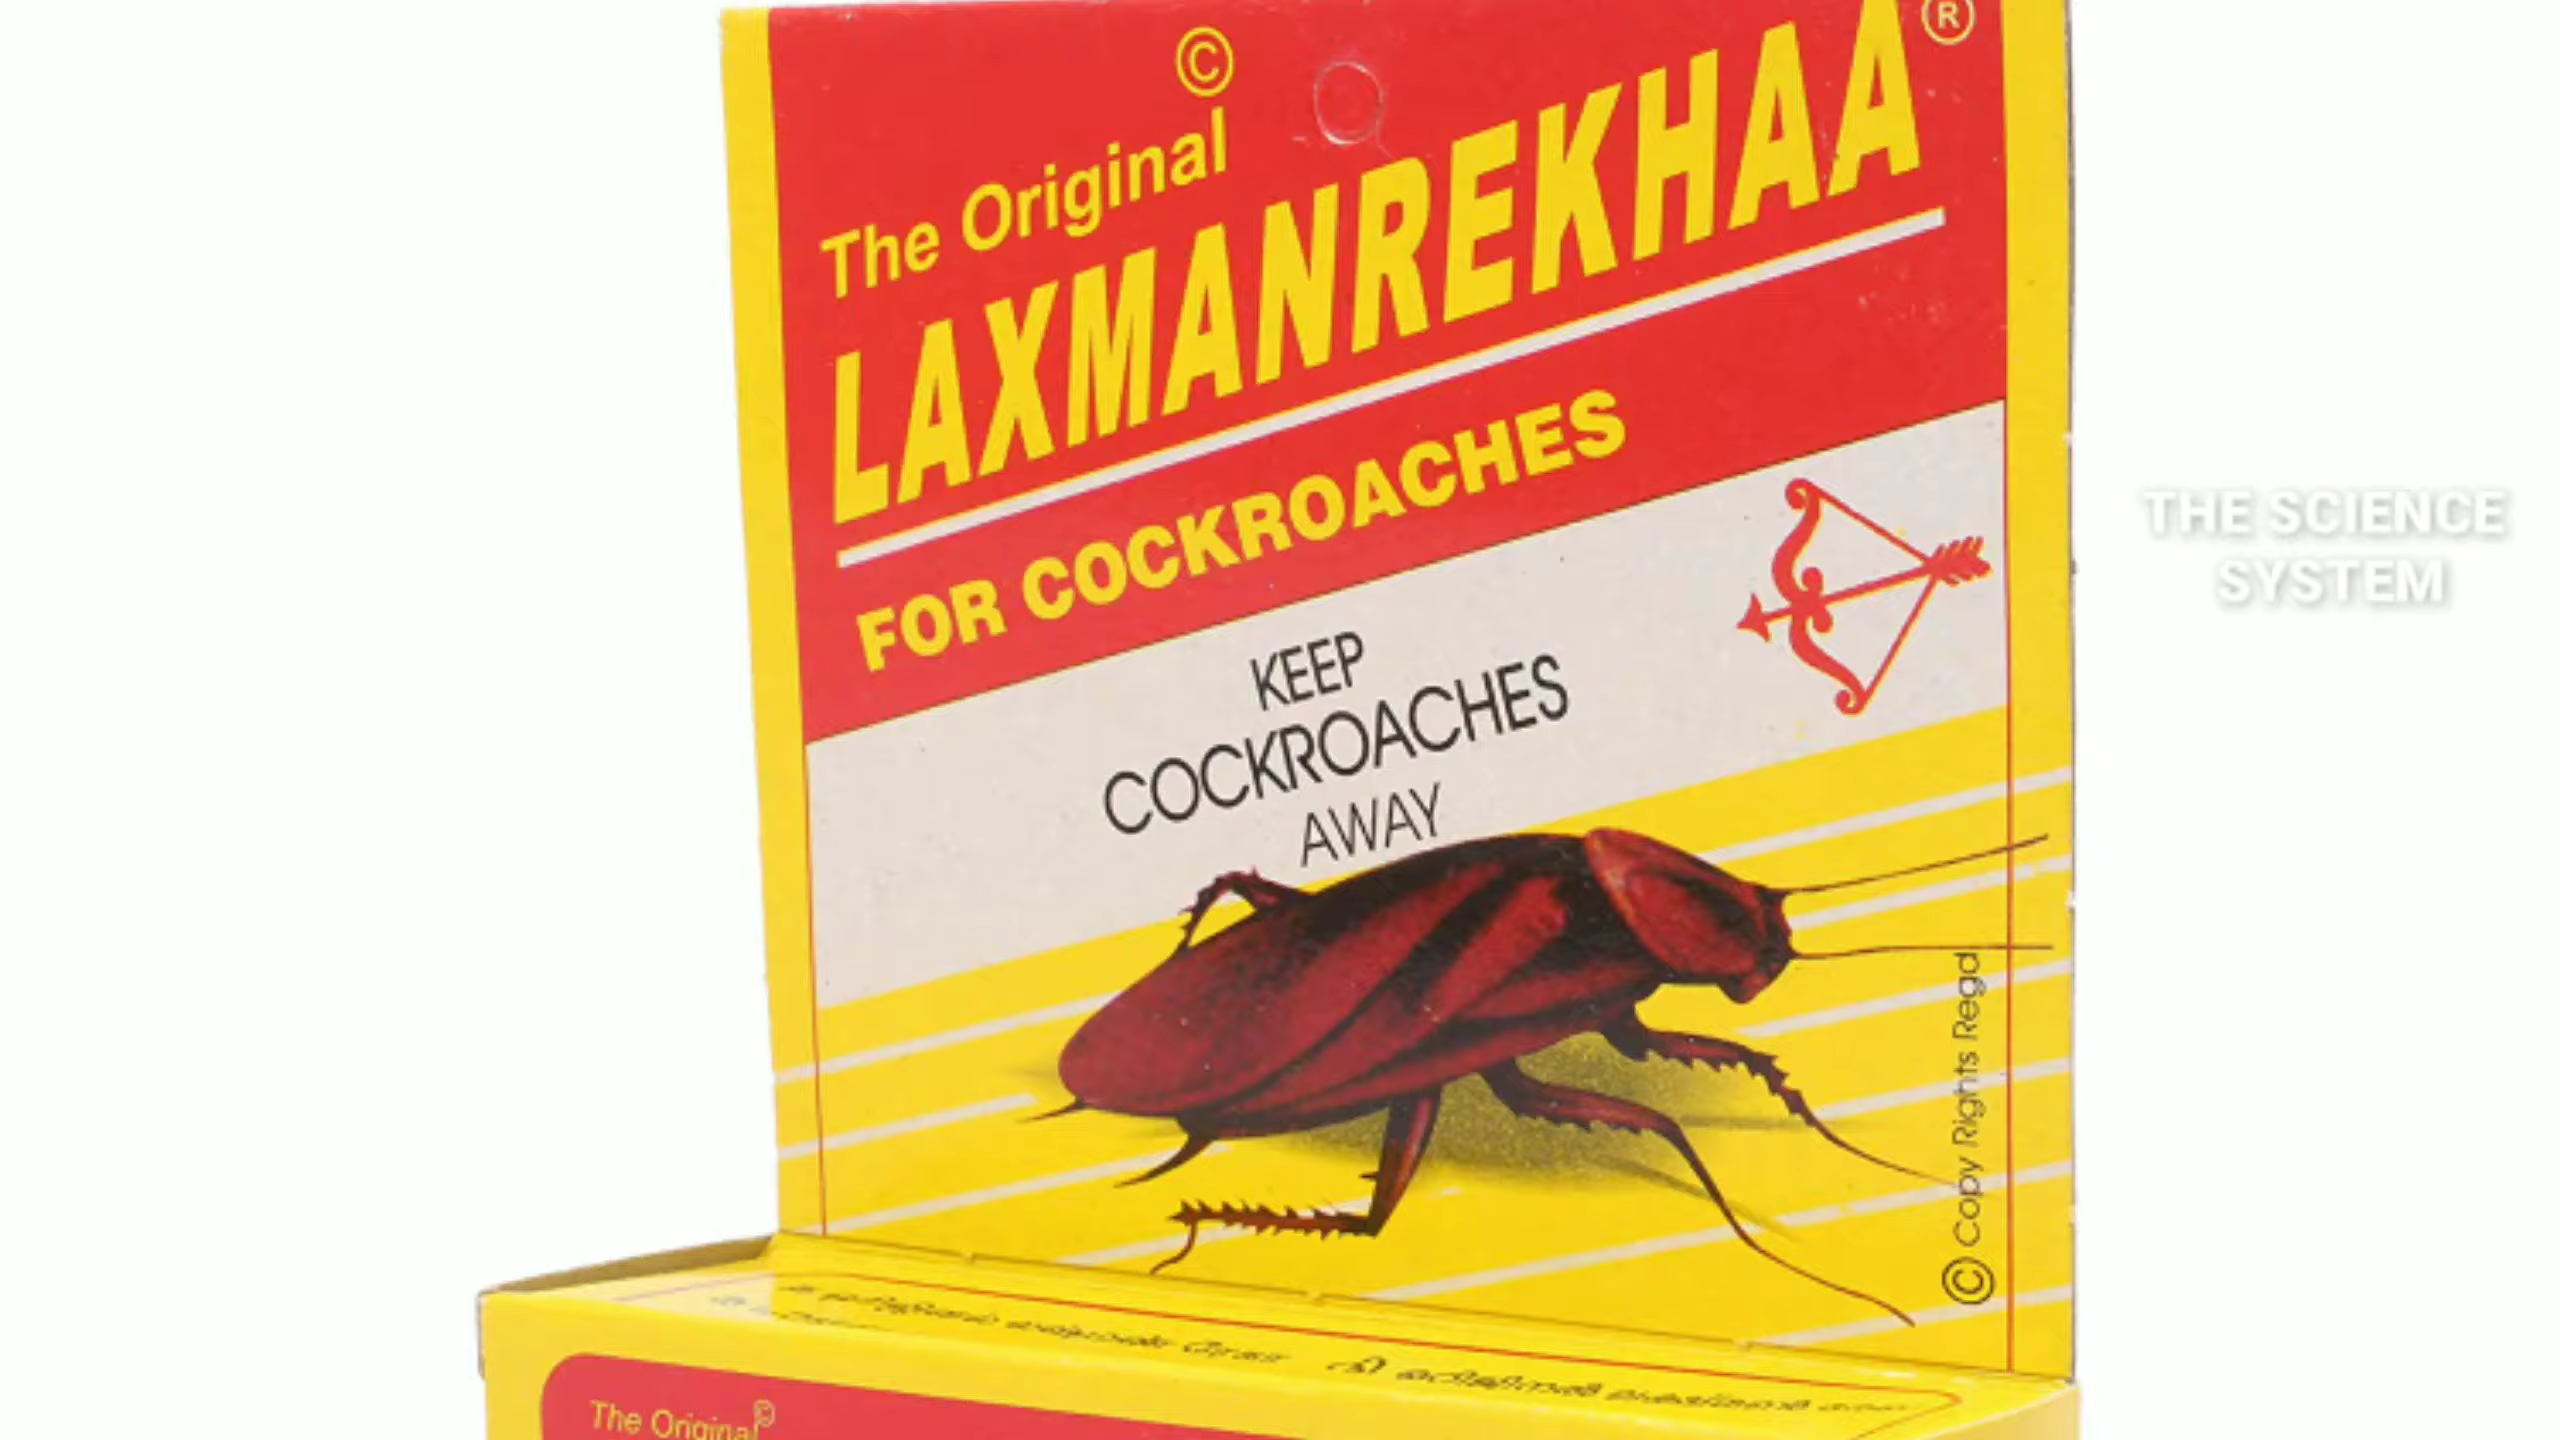 The Original©
LAXMANREKHAA®
FOR COCKROACHES
KEEP
COCKROACHES
AWAY
© Copy Rights Regd
THE SCIENCE
SYSTEM
The Original©